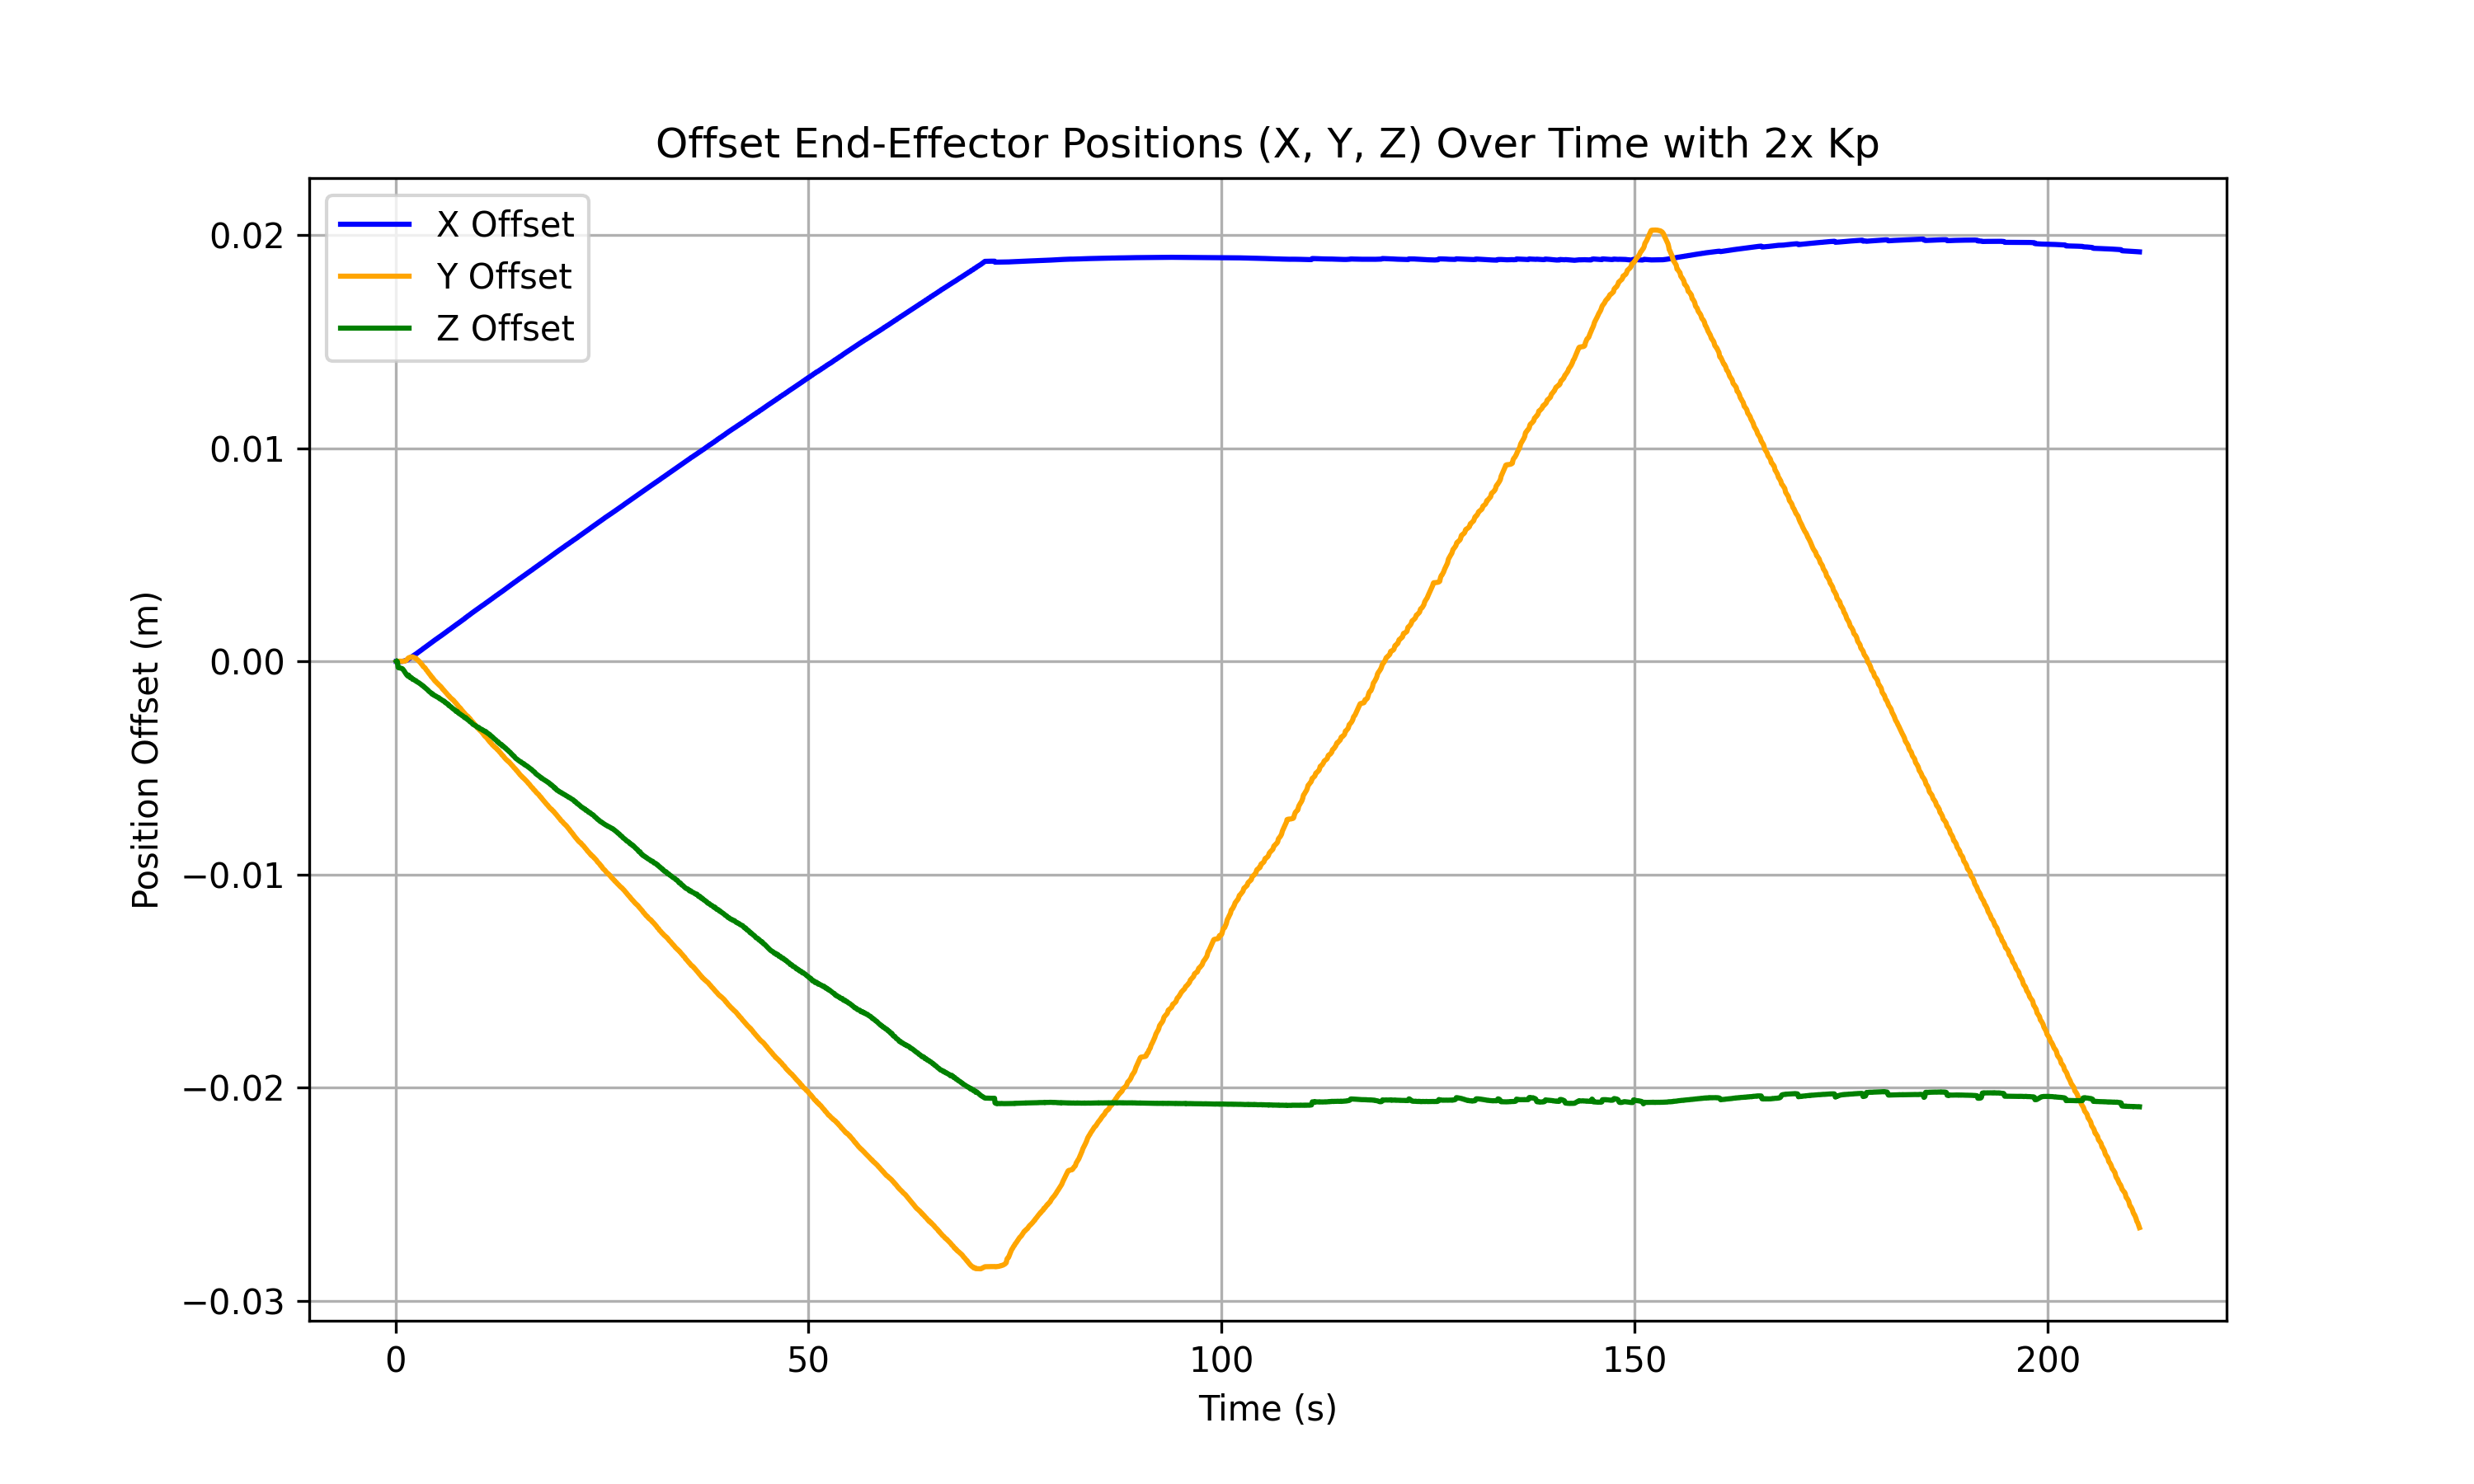 Offset End-Effector Positions (X, Y, Z) Over Time with 2x Kp
X Offset
Y Offset
Z Offset
0.02
0.01
0.00
−0.01
−0.02
−0.03
Position Offset (m)
0 50 100 150 200
Time (s)